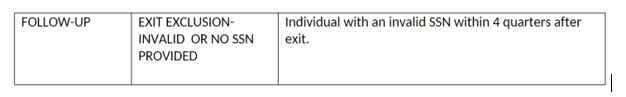 FOLLOW-UP
EXIT EXCLUSION-
INVALID OR NO SSN
PROVIDED
Individual with an invalid SSN within 4 quarters after
exit.